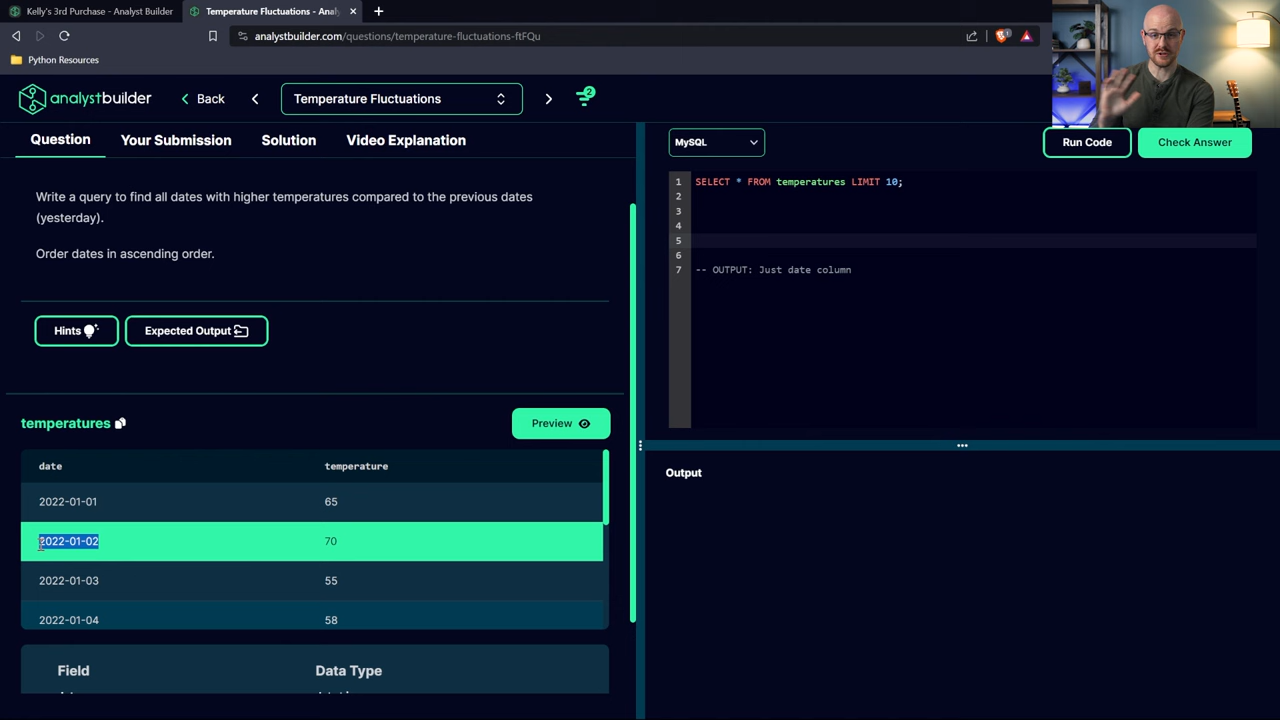 Kelly's 3rd Purchase - Analyst Builder
Temperature Fluctuations - Anal
analystbuilder.com/questions/temperature-fluctuations-ftFQu
1
Python Resources
analystbuilder
Back
Temperature Fluctuations
2
Question
Your Submission
Solution
Video Explanation
Write a query to find all dates with higher temperatures compared to the previous dates
(yesterday).
Order dates in ascending order.
Hints
Expected Output
temperatures
Preview
date temperature
2022-01-01 65
2022-01-02 70
2022-01-03 55
2022-01-04 58
Field Data Type
MySQL
Run Code
Check Answer
1 SELECT * FROM temperatures LIMIT 10;
2
3
4
5
6
7 -- OUTPUT: Just date column
Output